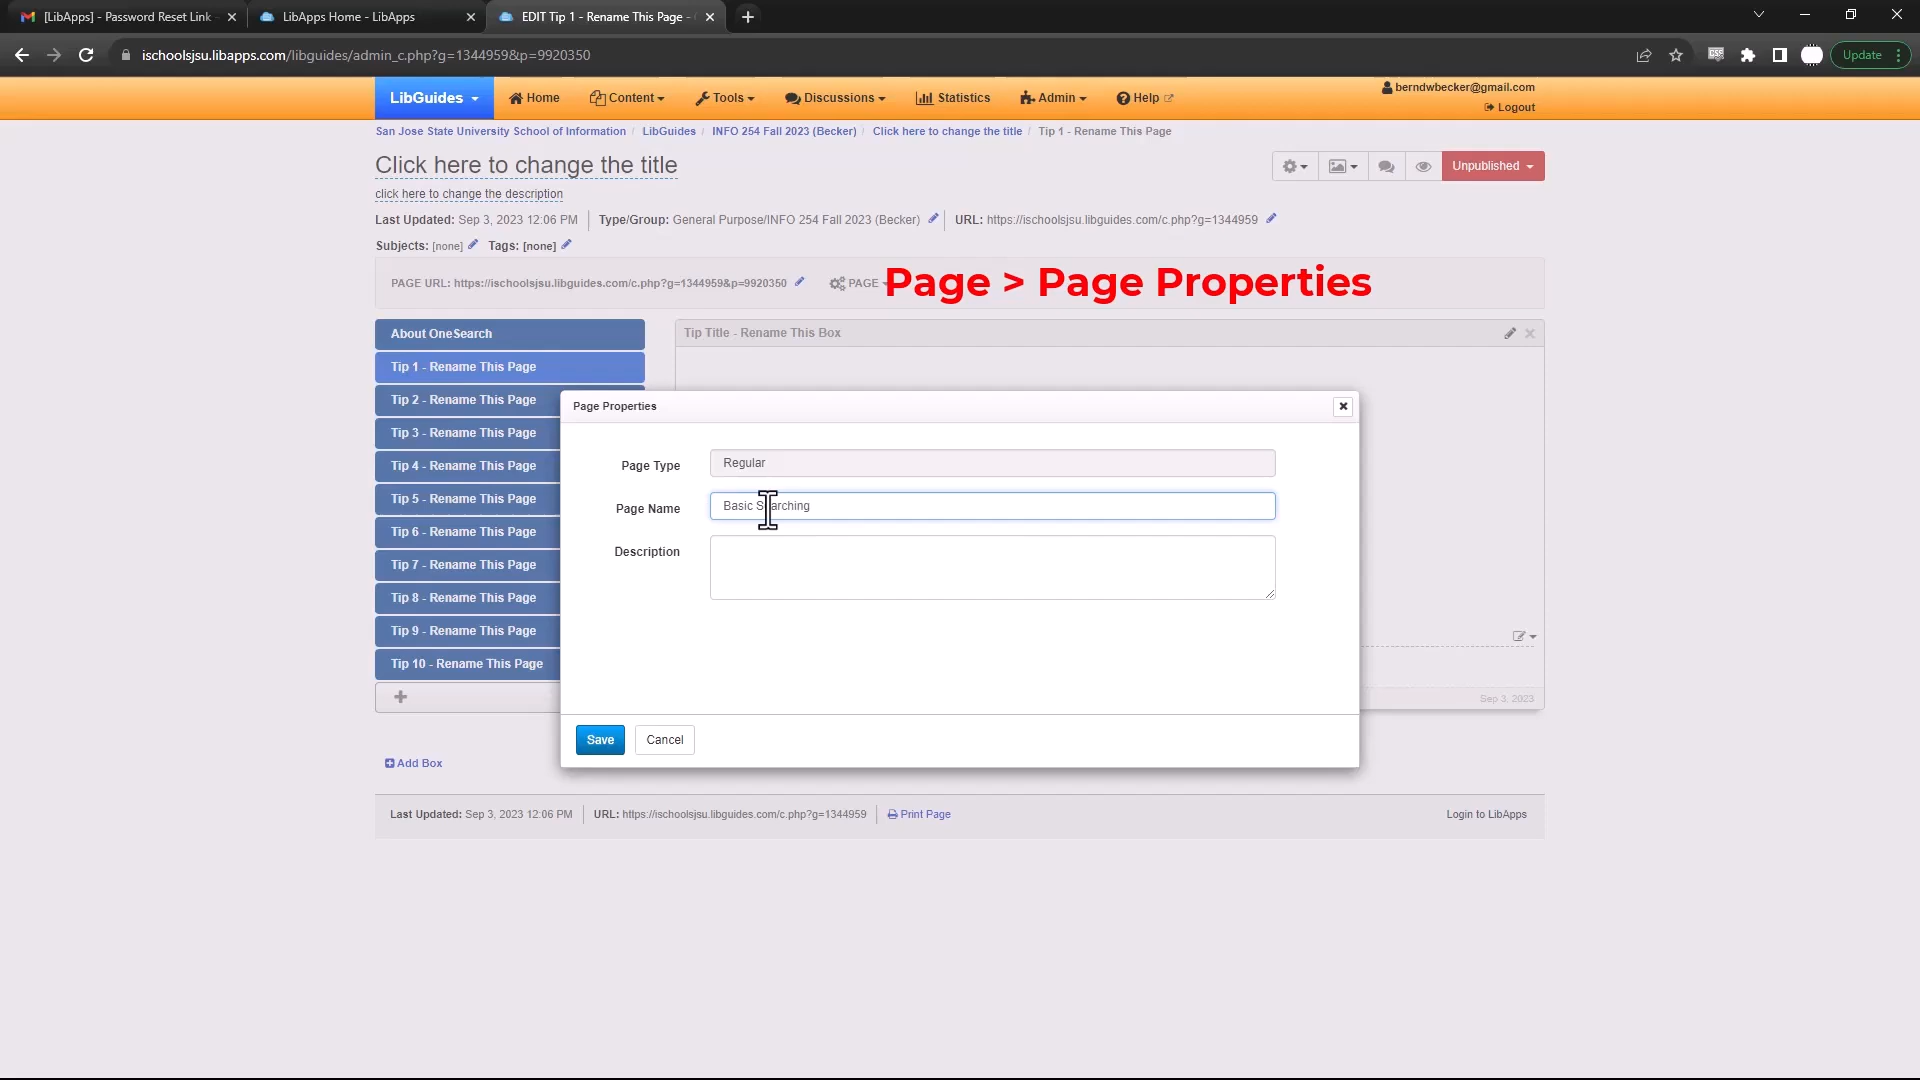 [LibApps] - Password Reset Link
LibApps Home - LibApps
EDIT Tip 1 - Rename This Page -
ischoolsjsu.libapps.com/libguides/admin_c.php?g=1344959&p=9920350
Update
LibGuides
Home
Content
Tools
Discussions
Statistics
Admin
Help
berndwbecker@gmail.com
Logout
San Jose State University School of Information / LibGuides / INFO 254 Fall 2023 (Becker) / Click here to change the title / Tip 1 - Rename This Page
Click here to change the title
Unpublished
click here to change the description
Last Updated: Sep 3, 2023 12:06 PM
Type/Group: General Purpose/INFO 254 Fall 2023 (Becker)
URL: https://ischoolsjsu.libguides.com/c.php?g=1344959
Subjects: [none]
Tags: [none]
PAGE URL: https://ischoolsjsu.libguides.com/c.php?g=1344959&p=9920350
PAGE
Page > Page Properties
About OneSearch
Tip 1 - Rename This Page
Tip 2 - Rename This Page
Tip 3 - Rename This Page
Tip 4 - Rename This Page
Tip 5 - Rename This Page
Tip 6 - Rename This Page
Tip 7 - Rename This Page
Tip 8 - Rename This Page
Tip 9 - Rename This Page
Tip 10 - Rename This Page
Tip Title - Rename This Box
Page Properties
Page Type
Regular
Page Name
Basic Searching
Description
Save
Cancel
Sep 3, 2023
Add Box
Last Updated: Sep 3, 2023 12:06 PM
URL: https://ischoolsjsu.libguides.com/c.php?g=1344959
Print Page
Login to LibApps